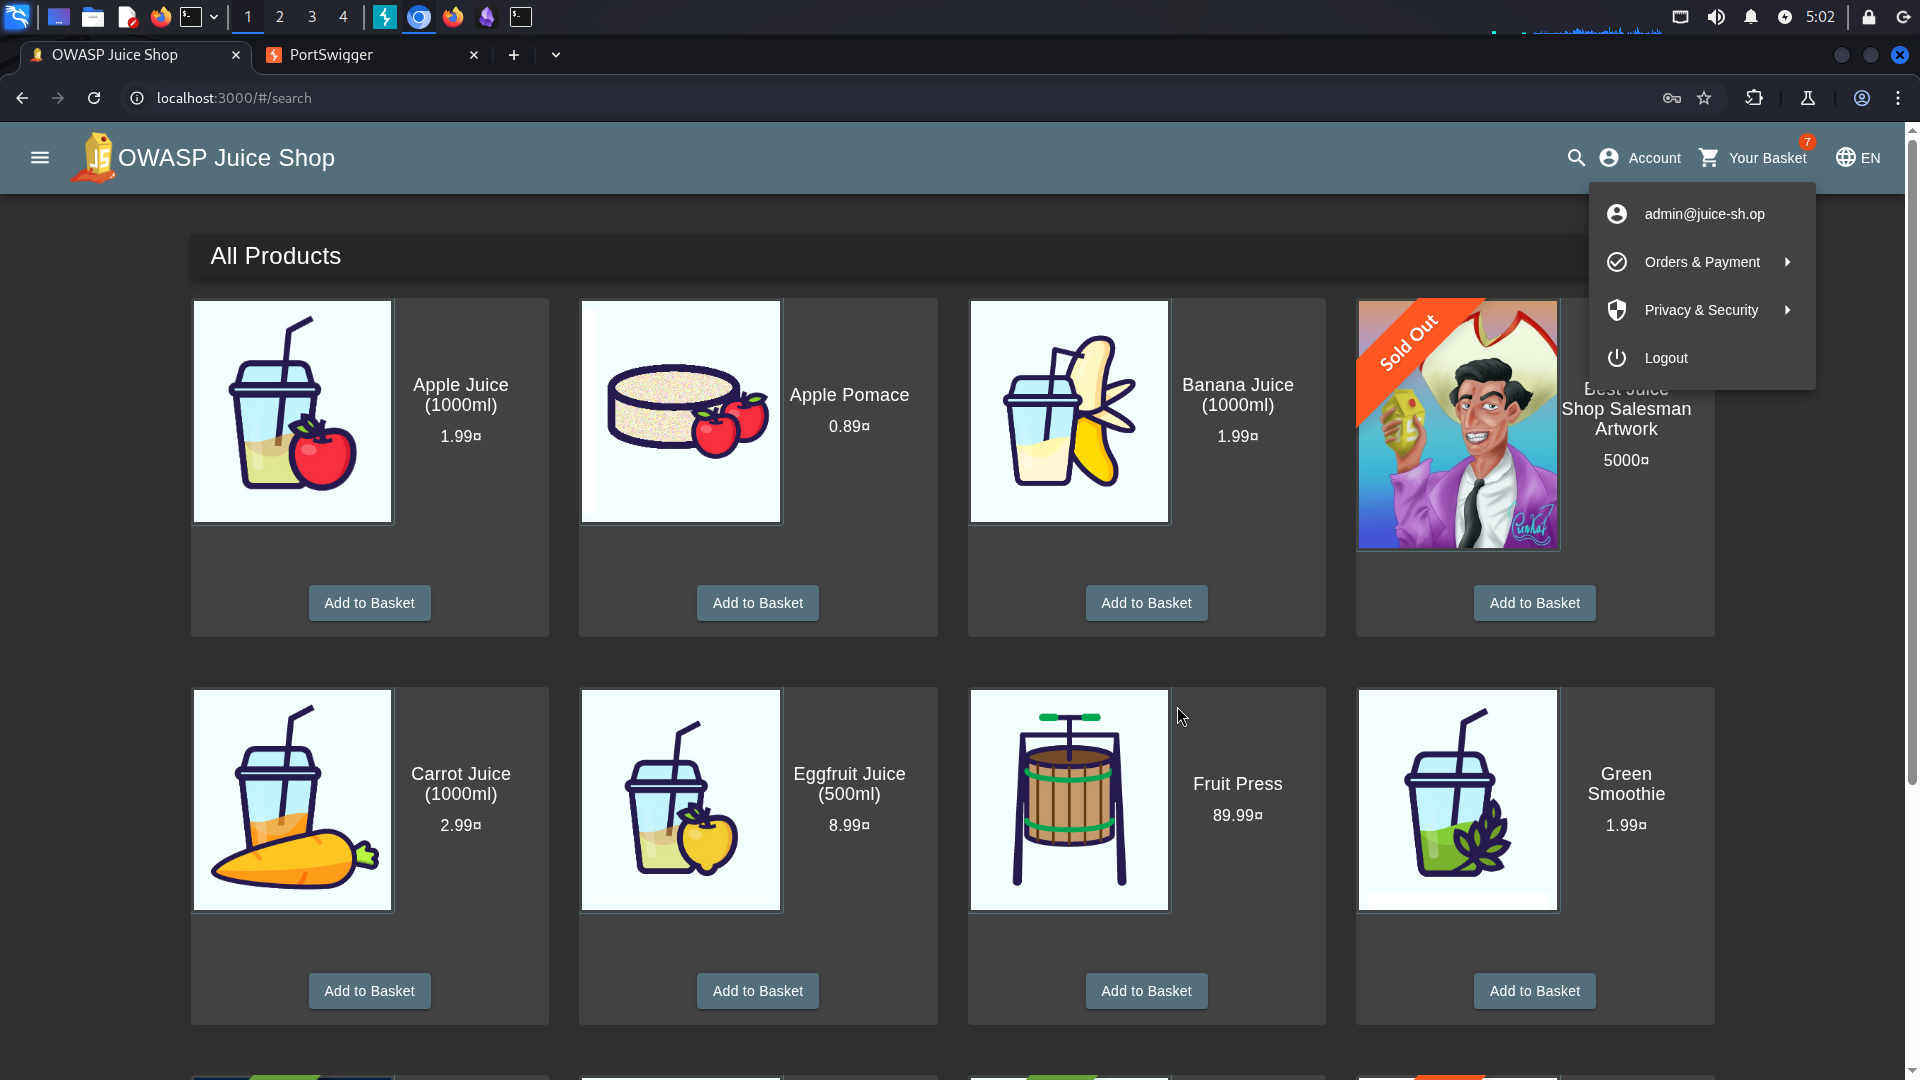 1 2 3 4
5:02
OWASP Juice Shop
PortSwigger
localhost:3000/#/search
JS
OWASP Juice Shop
Account
7
Your Basket
EN
admin@juice-sh.op
Orders & Payment
Privacy & Security
Logout
All Products
Apple Juice
(1000ml)
1.99¤
Add to Basket
Apple Pomace
0.89¤
Add to Basket
Banana Juice
(1000ml)
1.99¤
Add to Basket
Sold Out
Best Juice
Shop Salesman
Artwork
5000¤
Add to Basket
Carrot Juice
(1000ml)
2.99¤
Add to Basket
Eggfruit Juice
(500ml)
8.99¤
Add to Basket
Fruit Press
89.99¤
Add to Basket
Green
Smoothie
1.99¤
Add to Basket